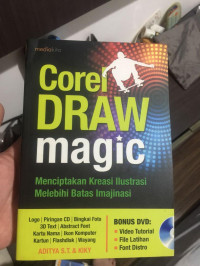 mediakita
Corel
DRAW
magic
Menciptakan Kreasi Ilustrasi
Melebihi Batas Imajinasi
Logo | Piringan CD | Bingkai Foto
3D Text | Abstract Font
Kartu Nama | Ikon Komputer
Kartun | Flashdisk | Wayang
ADITYA S.T. & KIKY
BONUS DVD:
• Video Tutorial
• File Latihan
• Font Distro